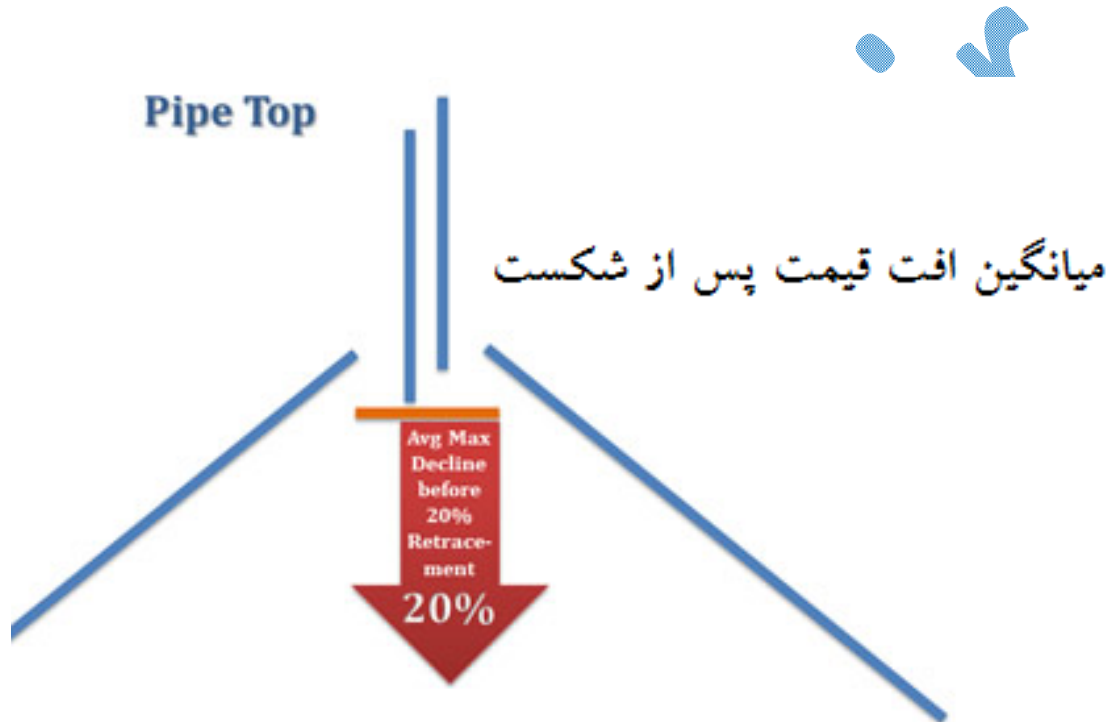 Pipe Top
میانگین افت قیمت پس از شکست
Avg Max
Decline
before
20%
Retrace-
ment
20%